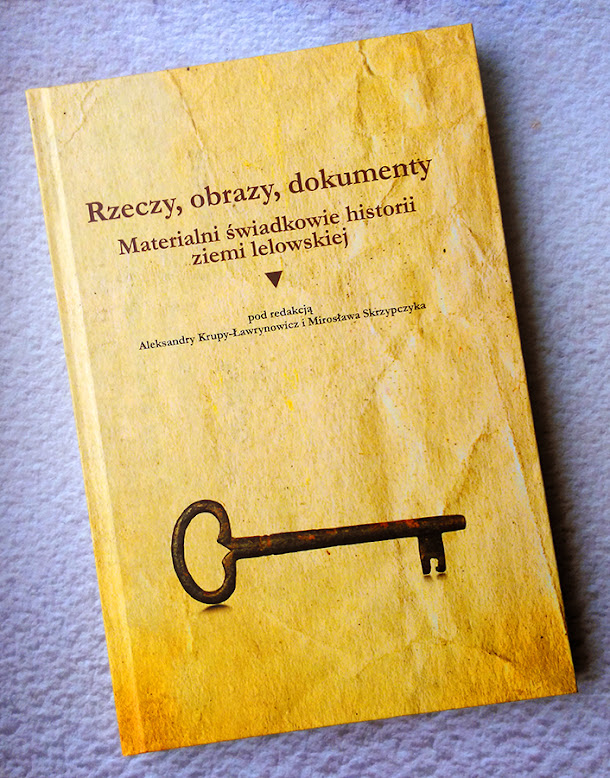 Rzeczy, obrazy, dokumenty
Materialni świadkowie historii
ziemi lelowskiej
pod redakcją
Aleksandry Krupy-Ławrynowicz i Mirosława Skrzypczyka